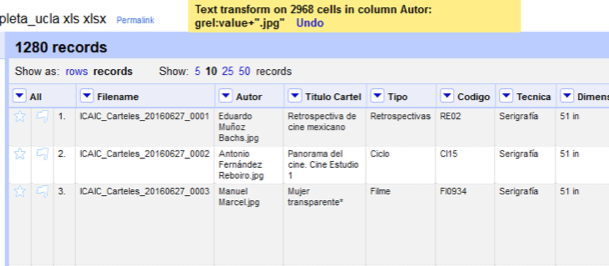 pleta_ucla xls xlsx Permalink
Text transform on 2968 cells in column Autor:
grel:value+".jpg" Undo
1280 records
Show as: rows records Show: 5 10 25 50 records
All Filename Autor Titulo Cartel Tipo Codigo Tecnica Dimens
1. ICAIC_Carteles_20160627_0001 Eduardo Retrospectiva de Retrospectivas RE02 Serigrafía 51 in
Muñoz cine mexicano
Bachs.jpg
2. ICAIC_Carteles_20160627_0002 Antonio Panorama del Ciclo CI15 Serigrafía 51 in
Fernández cine. Cine Estudio
Reboiro.jpg 1
3. ICAIC_Carteles_20160627_0003 Manuel Mujer Filme FI0934 Serigrafía 51 in
Marcel.jpg transparente*